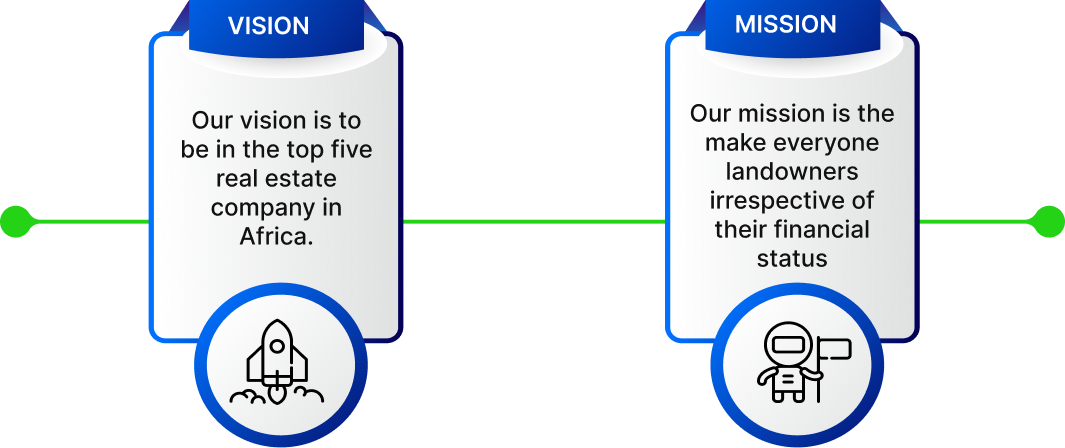 VISION
Our vision is to
be in the top five
real estate
company in
Africa.
MISSION
Our mission is the
make everyone
landowners
irrespective of
their financial
status